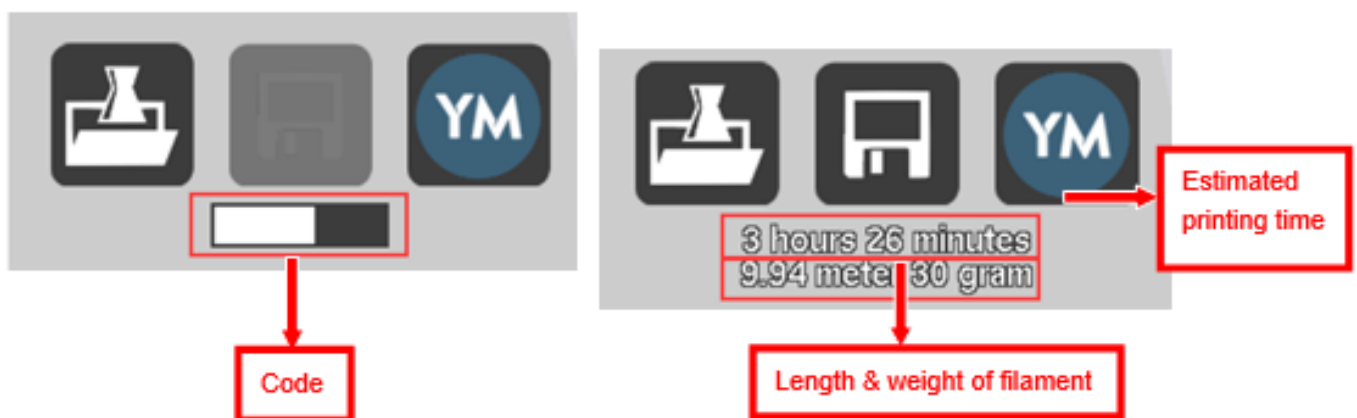 YM
YM
Estimated
printing time
3 hours 26 minutes
9.94 meter 30 gram
Code
Length & weight of filament